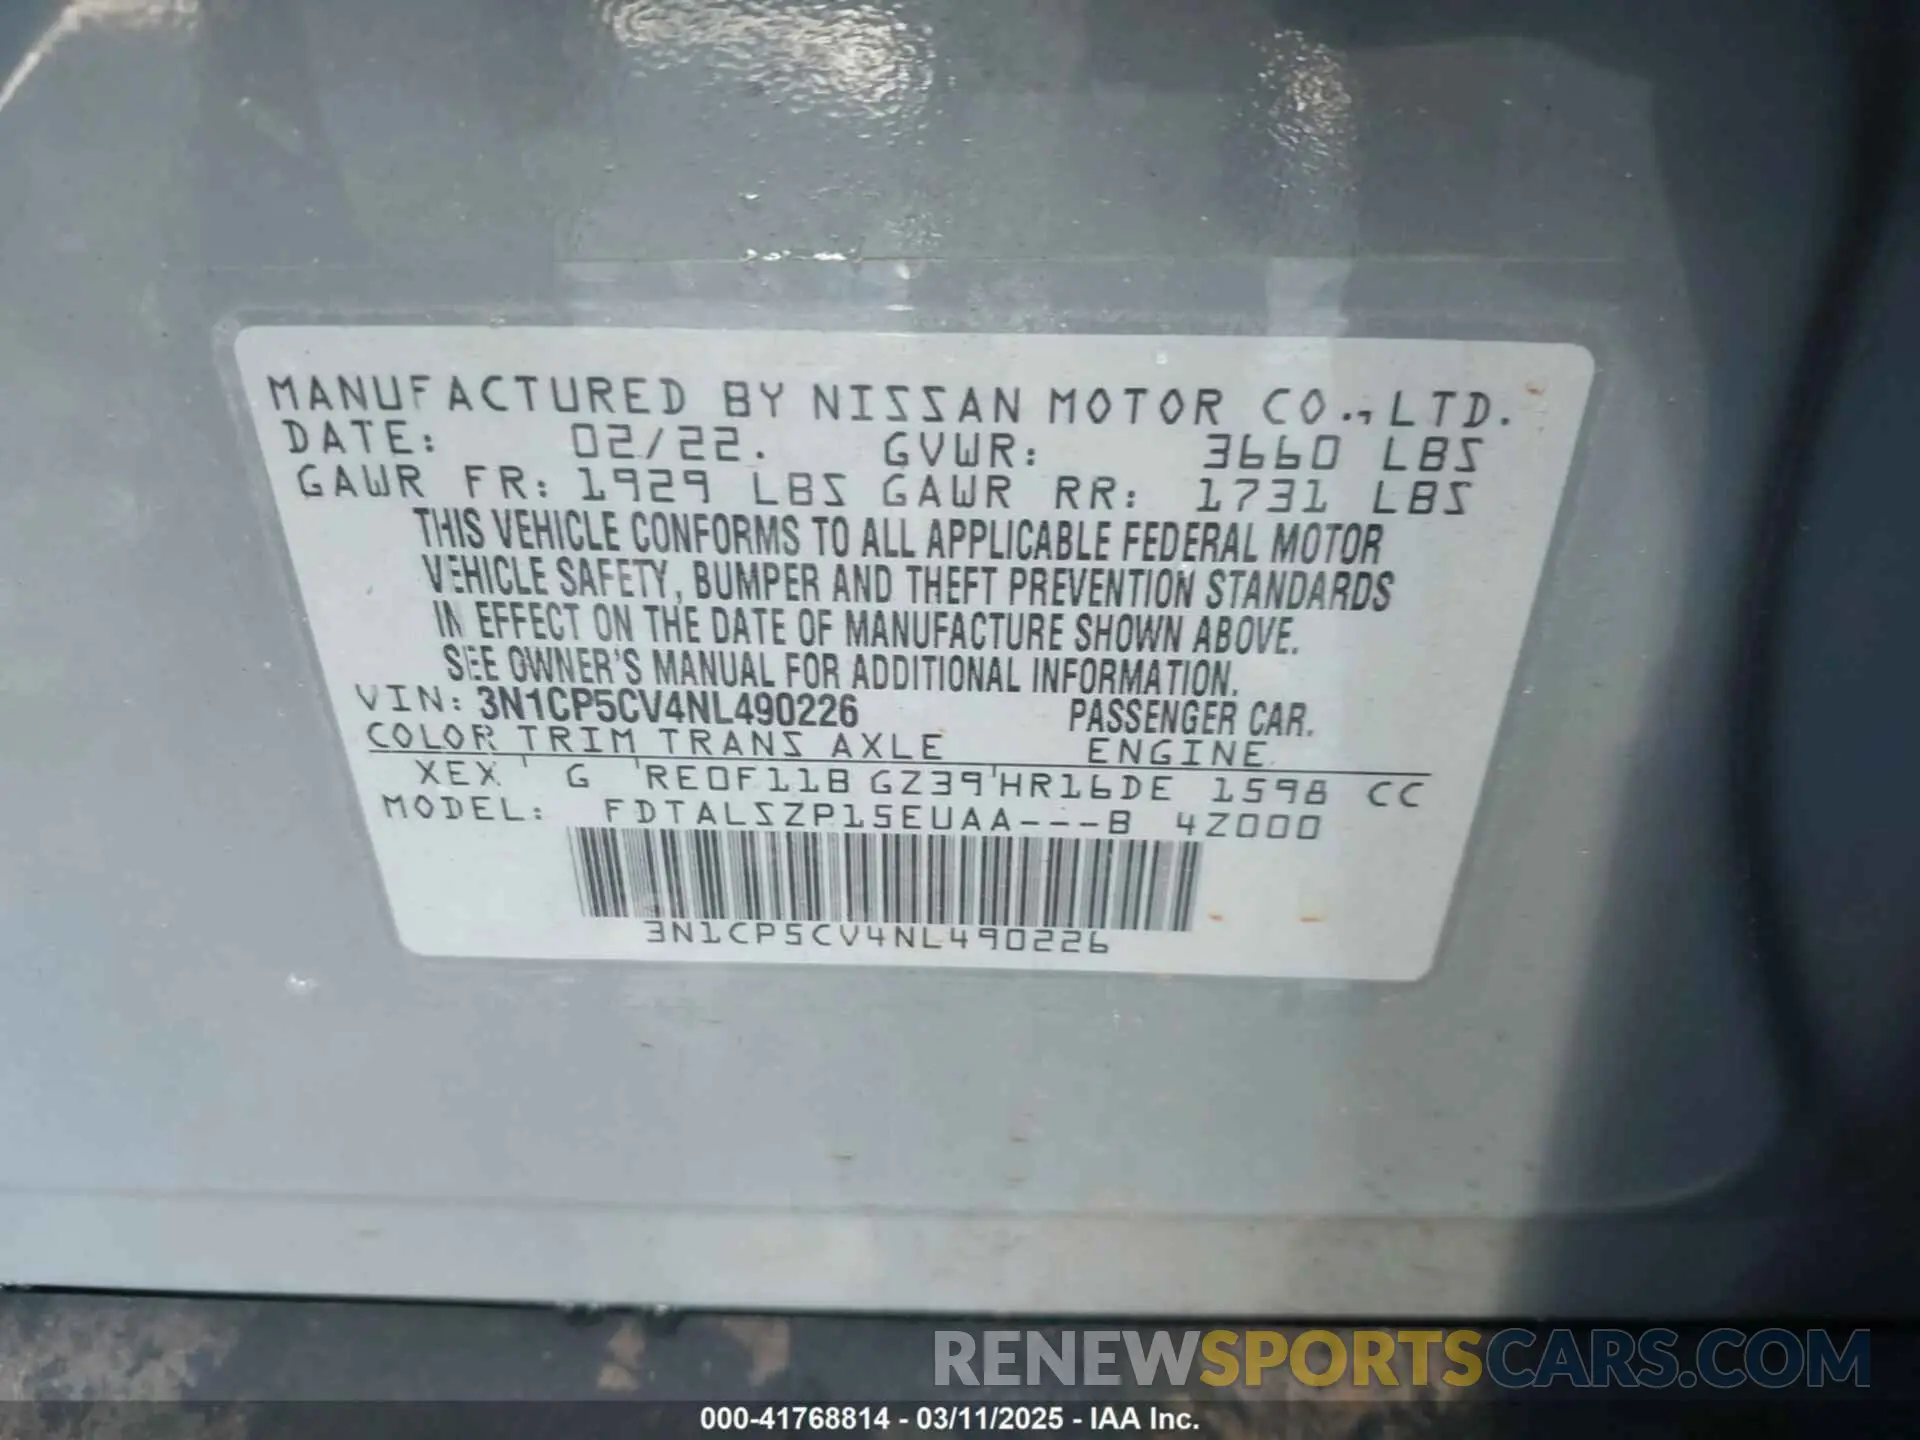 MANUFACTURED BY NISSAN MOTOR CO., LTD.
DATE: 02/22. GVWR: 3660 LBS
GAWR FR: 1929 LBS GAWR RR: 1731 LBS
THIS VEHICLE CONFORMS TO ALL APPLICABLE FEDERAL MOTOR
VEHICLE SAFETY, BUMPER AND THEFT PREVENTION STANDARDS
IN EFFECT ON THE DATE OF MANUFACTURE SHOWN ABOVE.
SEE OWNER'S MANUAL FOR ADDITIONAL INFORMATION.
VIN: 3N1CP5CV4NL490226 PASSENGER CAR.
COLOR TRIM TRANS AXLE ENGINE
XEX ' G 'RE0F11B GZ39'HR16DE 1598 CC
MODEL: FDTALSZP15EUAA---B 4Z000
3N1CP5CV4NL490226
RENEWSPORTSCARS.COM
000-41768814 - 03/11/2025 - IAA Inc.